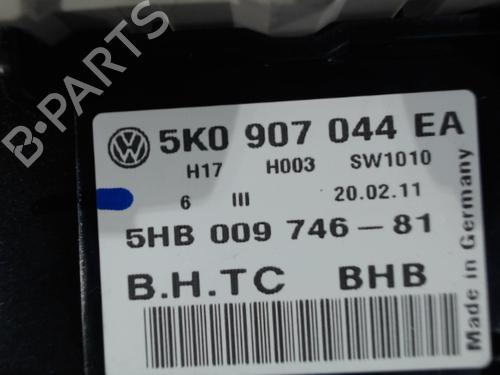 B-PARTS
5K0 907 044 EA
H17 H003 SW1010
6 III 20.02.11
5HB 009 746-81
B.H.TC BHB
Made in Germany